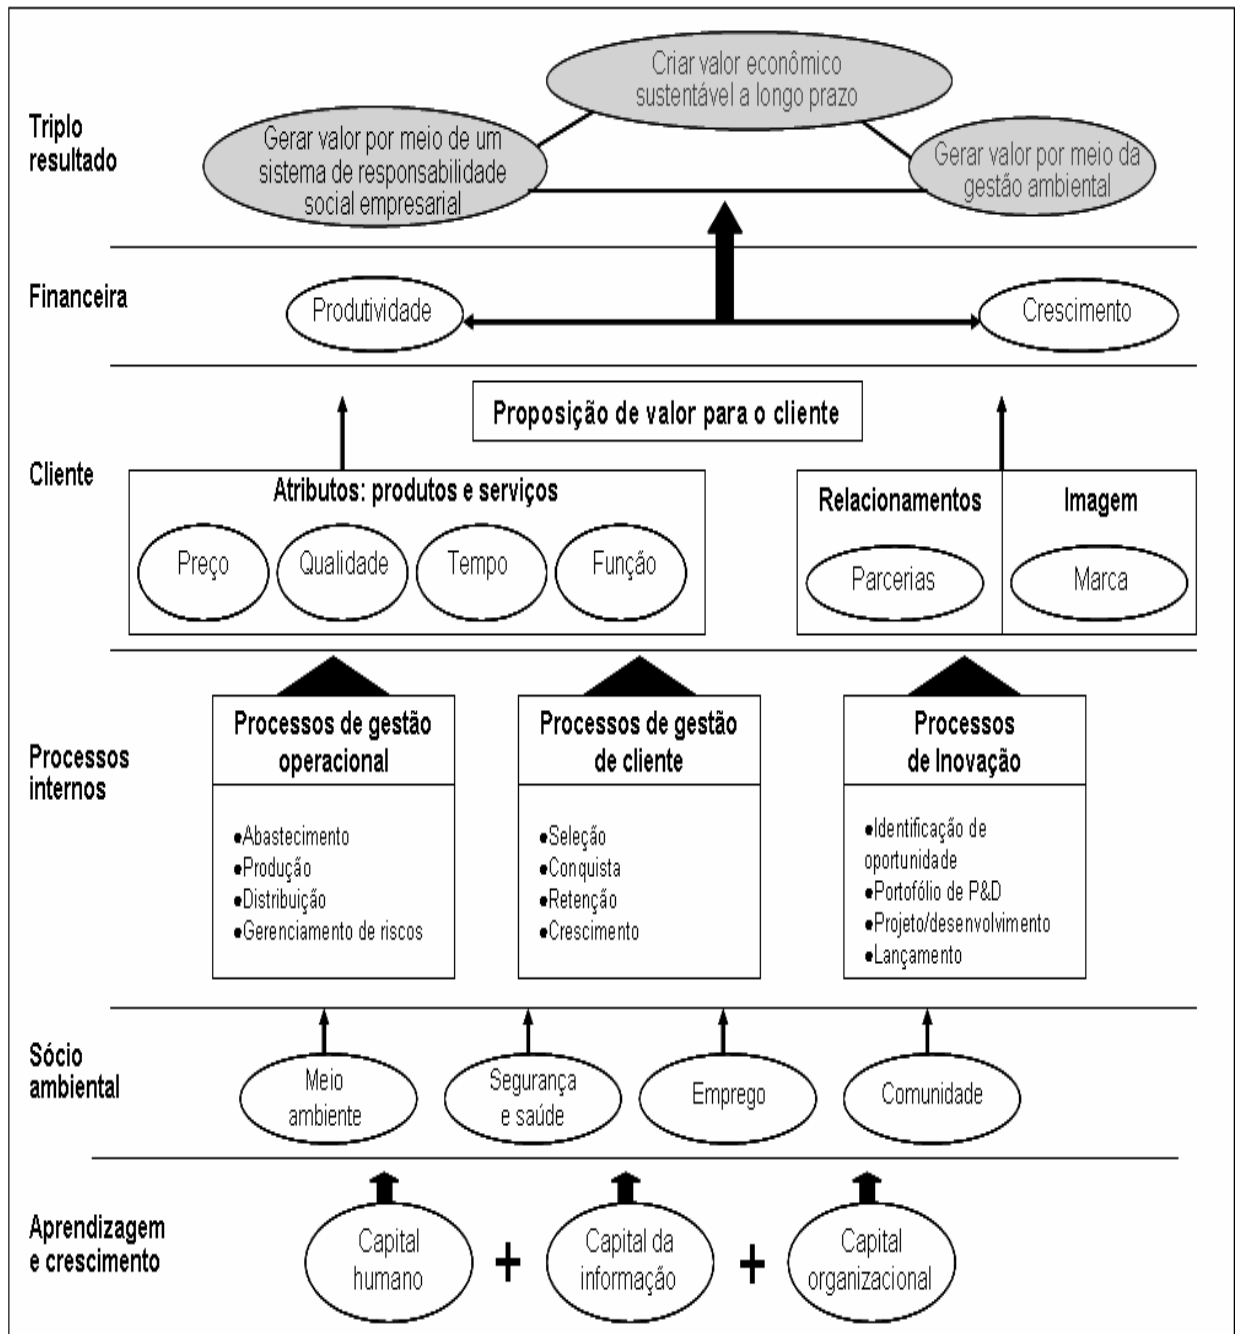 Triplo
resultado
Criar valor econômico
sustentável a longo prazo
Gerar valor por meio de um
sistema de responsabilidade
social empresarial
Gerar valor por meio da
gestão ambiental
Financeira
Produtividade
Crescimento
Cliente
Proposição de valor para o cliente
Atributos: produtos e serviços
Preço
Qualidade
Tempo
Função
Relacionamentos
Parcerias
Imagem
Marca
Processos
internos
Processos de gestão
operacional
●Abastecimento
●Produção
●Distribuição
●Gerenciamento de riscos
Processos de gestão
de cliente
●Seleção
●Conquista
●Retenção
●Crescimento
Processos
de Inovação
●Identificação de
oportunidade
●Portofólio de P&D
●Projeto/desenvolvimento
●Lançamento
Sócio
ambiental
Meio
ambiente
Segurança
e saúde
Emprego
Comunidade
Aprendizagem
e crescimento
Capital
humano
+
Capital da
informação
+
Capital
organizacional